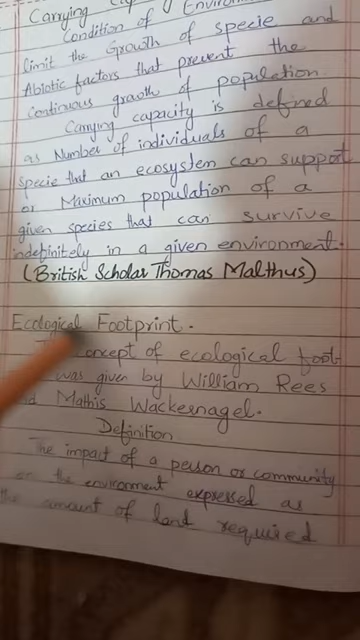 Carrying
Condition of Environ
limit the Growth of specie and
Abiotic factors that prevent the
Continuous growth of population
Carrying capacity is defined
as Number of individuals of a
specie that an ecosystem can support
or Maximum population of a
given species that can survive
indefinitely in a given environment.
(British Scholar Thomas Malthus)
Ecological Footprint.
concept of ecological foot
was given by William Rees
Mathis Wackernagel.
Definition
The impact of a person or community
on the environment expressed as
the amount of land required